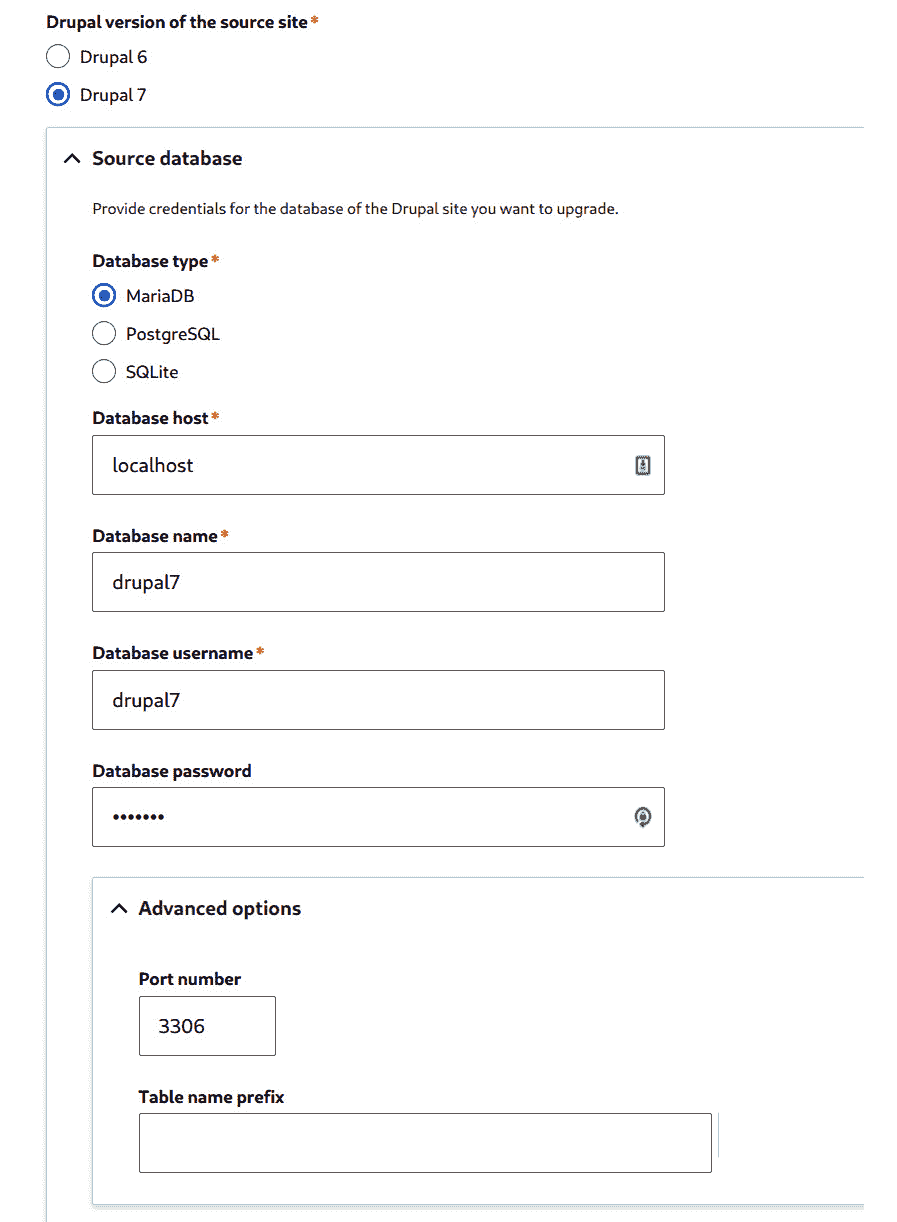 Drupal version of the source site*
Drupal 6
Drupal 7
Source database
Provide credentials for the database of the Drupal site you want to upgrade.
Database type*
MariaDB
PostgreSQL
SQLite
Database host*
localhost
Database name*
drupal7
Database username*
drupal7
Database password
•••••••
Advanced options
Port number
3306
Table name prefix